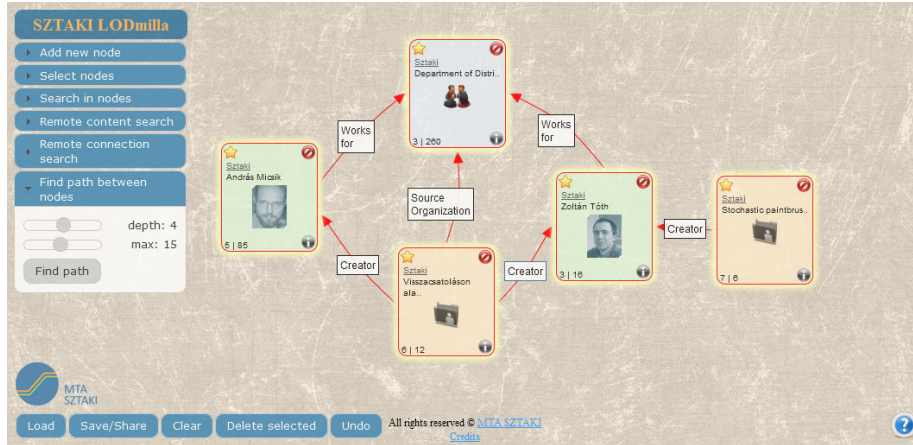 SZTAKI LODmilla
Add new node
Select nodes
Search in nodes
Remote content search
Remote connection
search
Find path between
nodes
depth: 4
max: 15
Find path
Sztaki
Department of Distri..
3 | 260
Works
for
Works
for
Sztaki
András Micsik
5 | 85
Source
Organization
Sztaki
Zoltán Tóth
3 | 16
Creator
Sztaki
Stochastic paintbrus..
7 | 6
Creator
Creator
Sztaki
Visszacsatoláson
ala..
6 | 12
MTA
SZTAKI
Load
Save/Share
Clear
Delete selected
Undo
All rights reserved © MTA SZTAKI
Credits
?